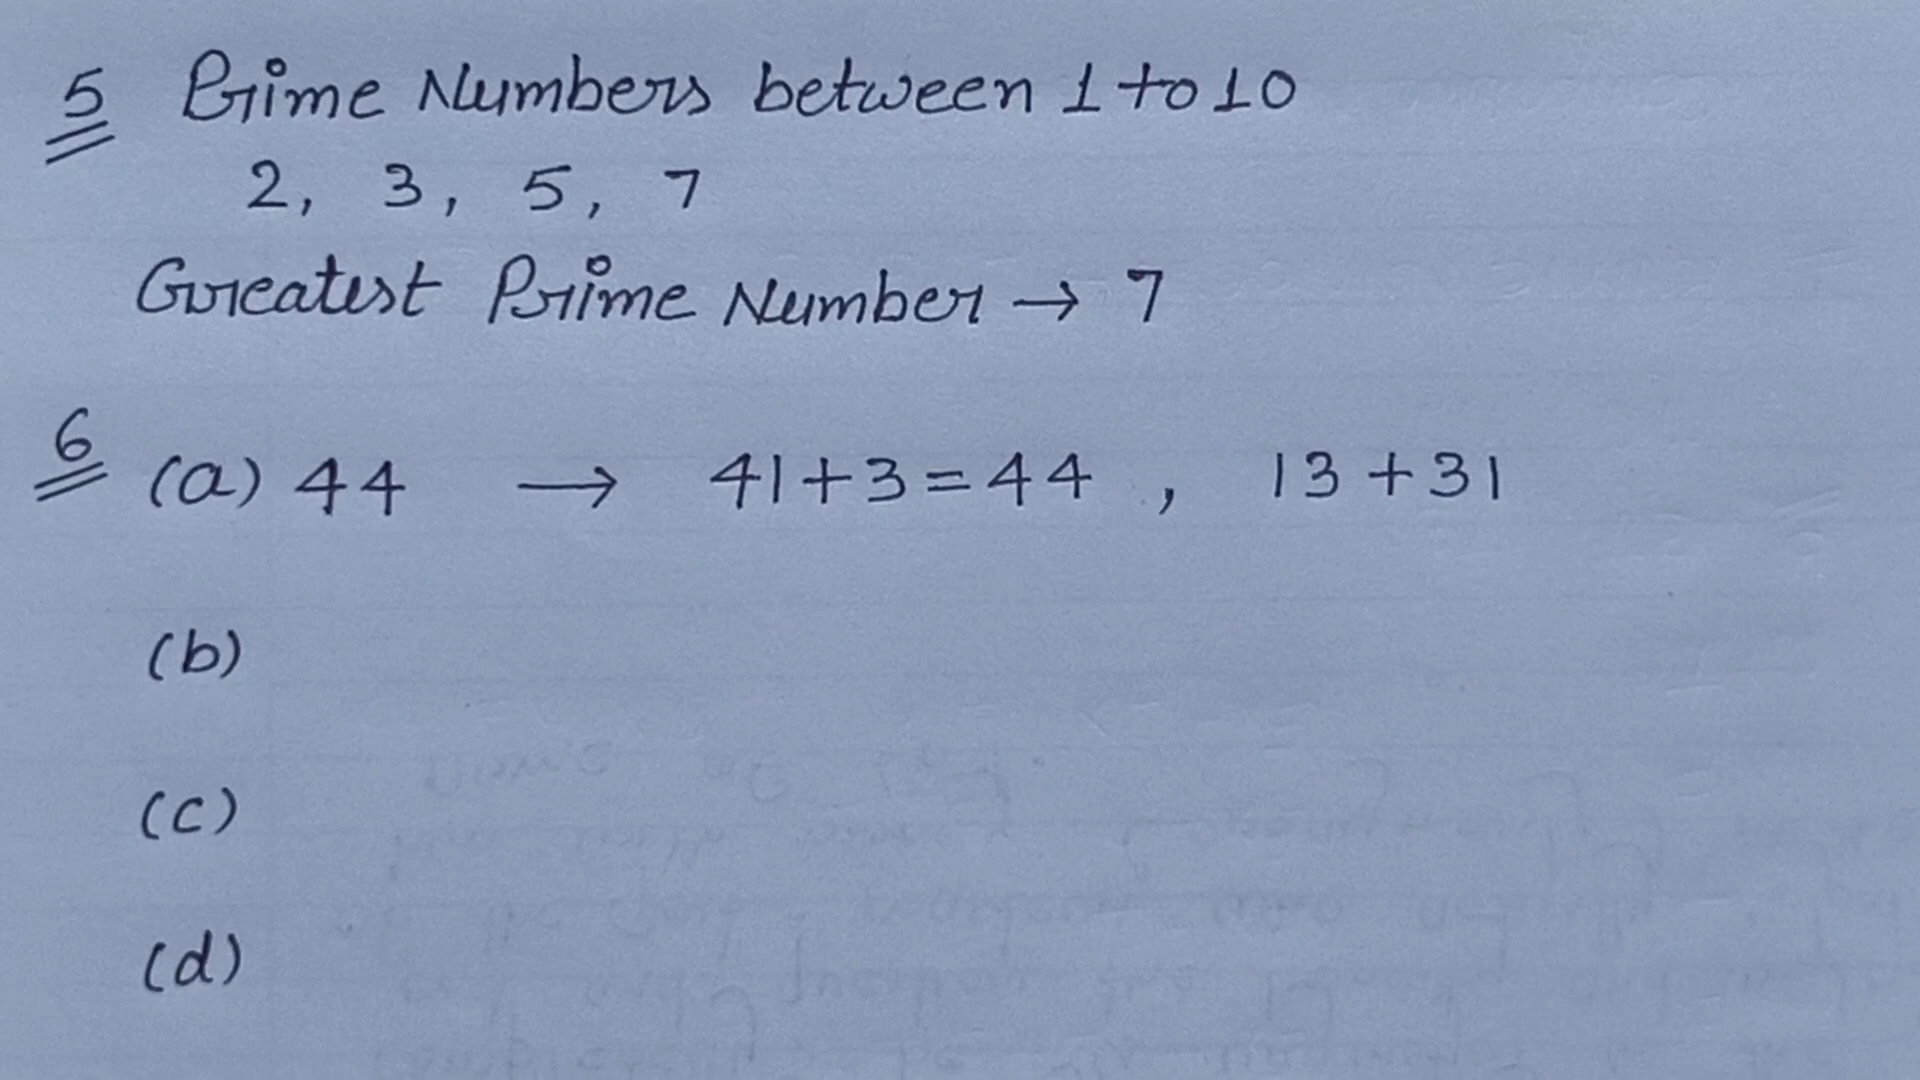 5 Prime Numbers between 1 to 10
2, 3, 5, 7
Greatest Prime Number → 7
6 (a) 44 → 41+3=44 , 13+31
(b)
(c)
(d)